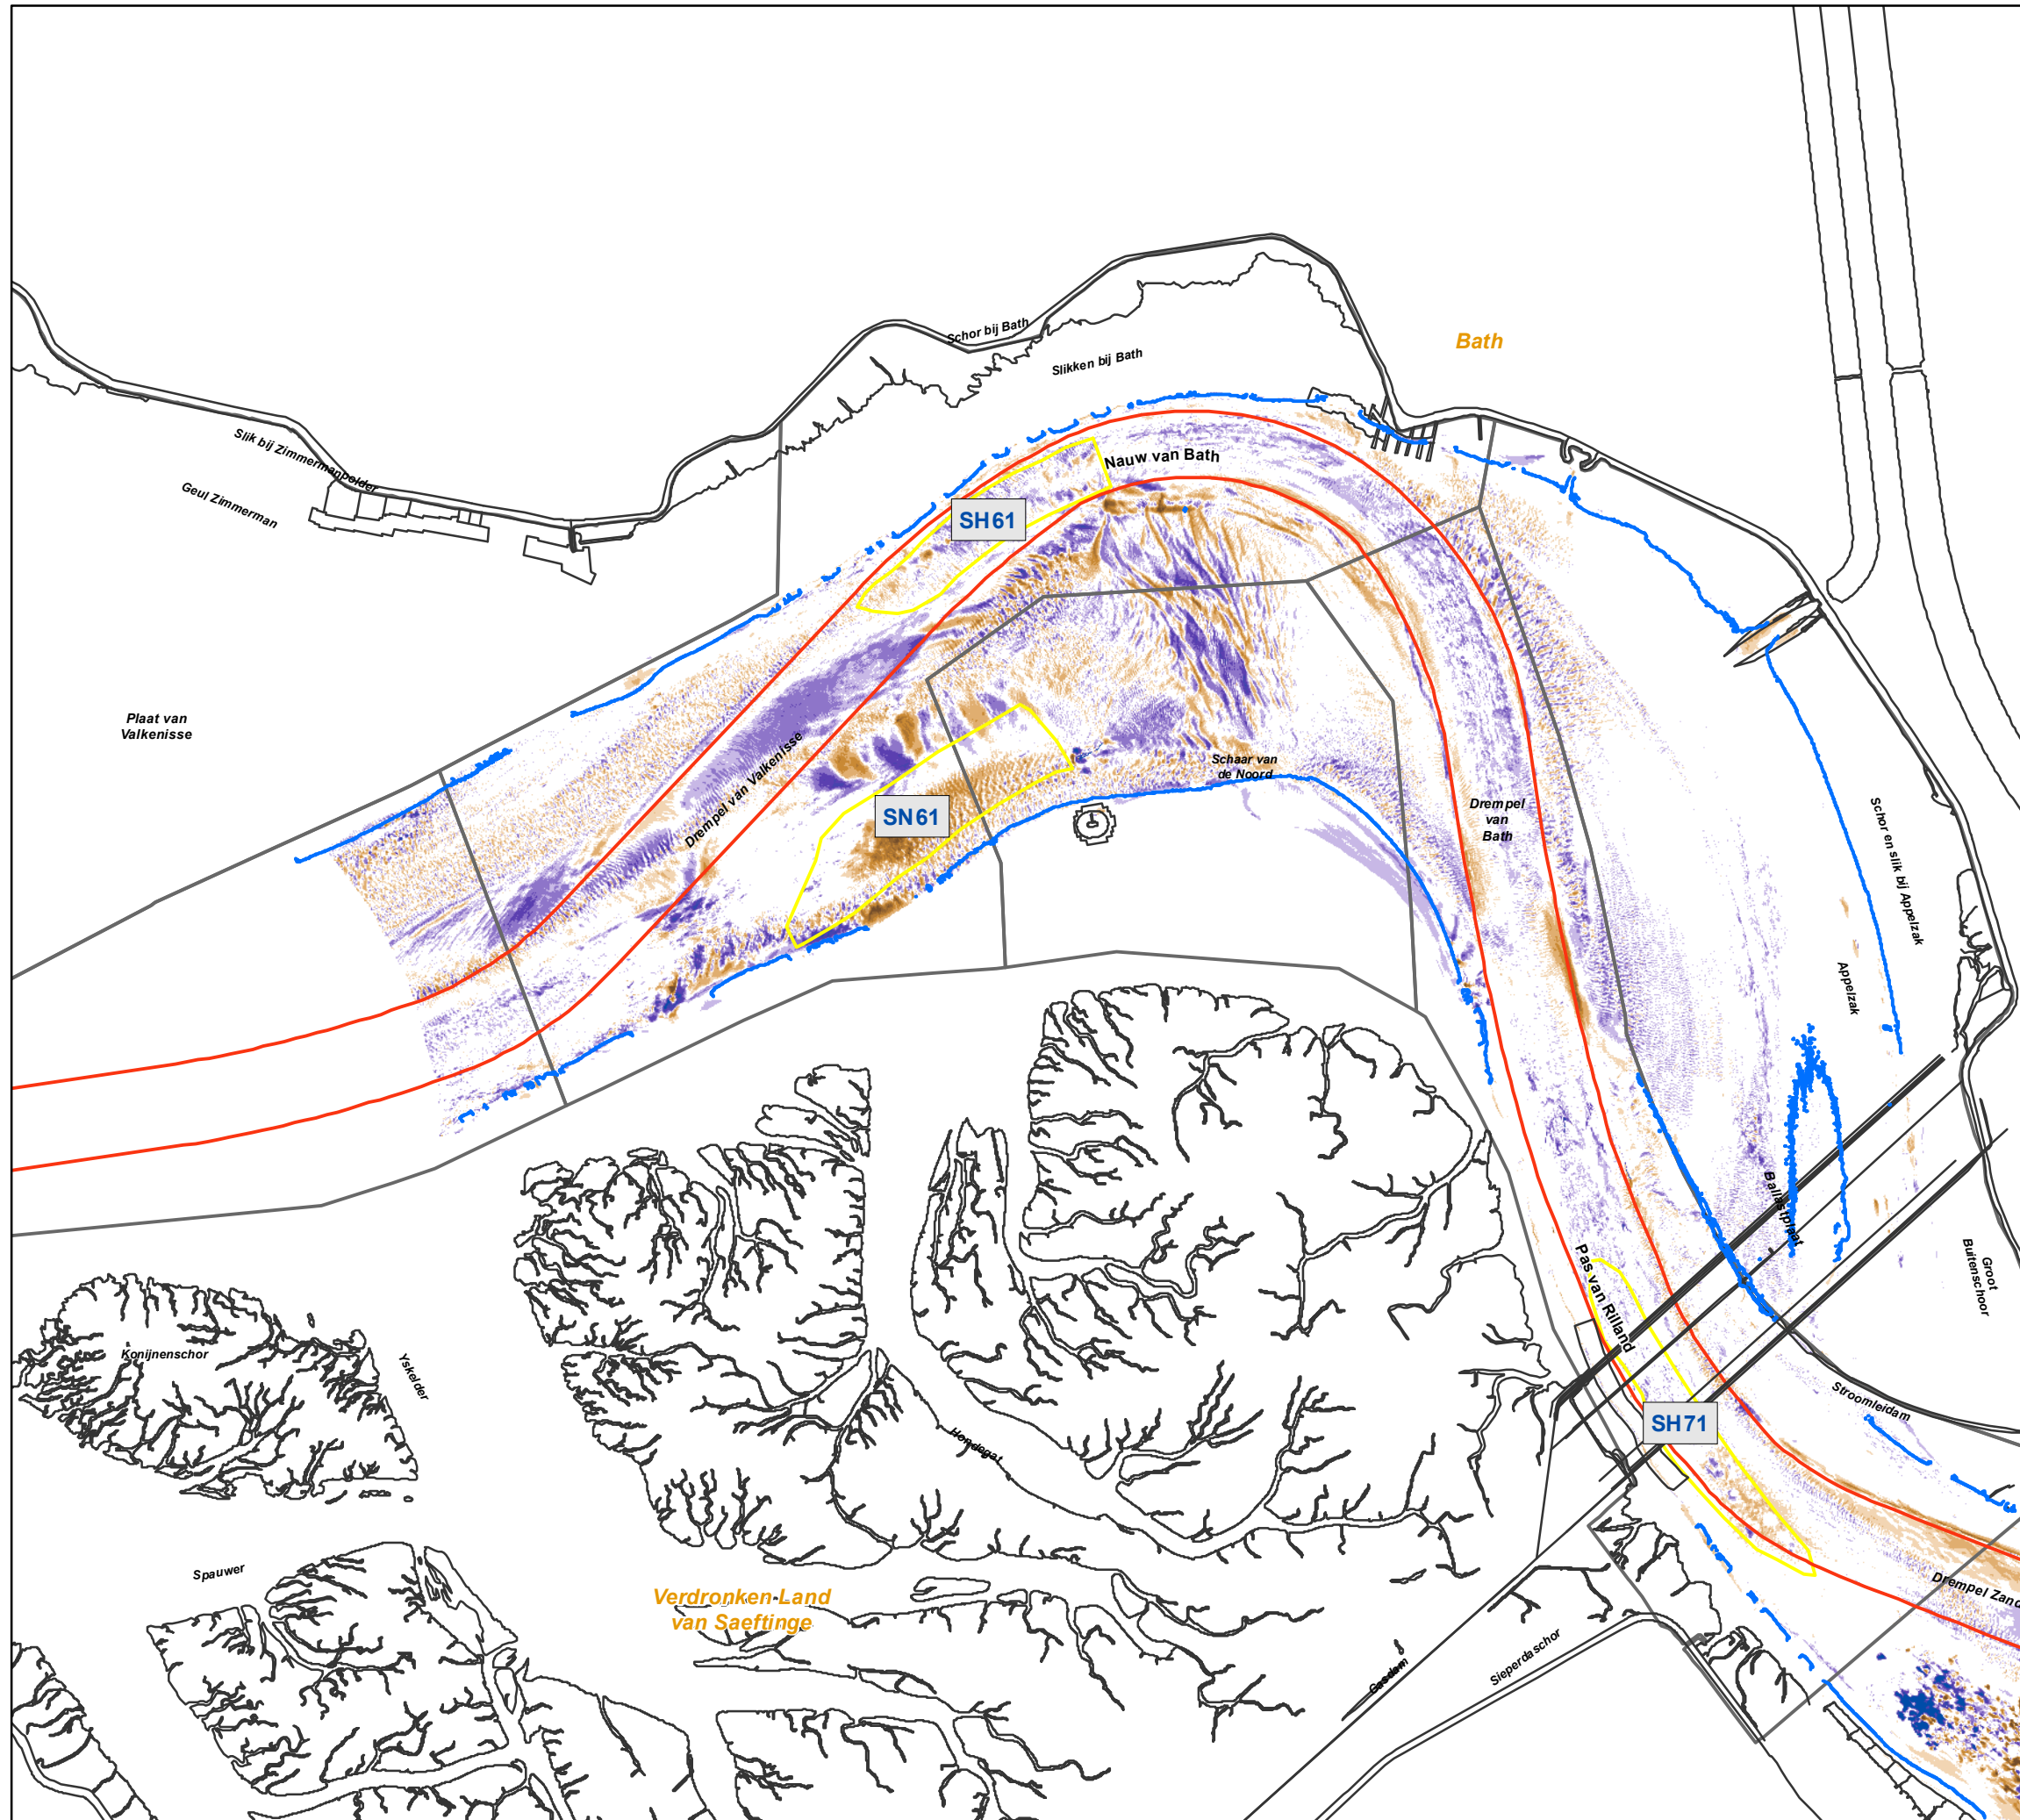 Schor bij Bath
Bath
Slikken bij Bath
Slik bij Zimmermanpolder
Nauw van Bath
Geul Zimmerman
SH61
Plaat van
Valkenisse
Drempel van Valkenisse
Schaar van
de Noord
SN61
Drempel
van
Bath
Schor en slik bij Appelzak
Appelzak
Ballastplaat
Groot
Buitenschoor
Pas van Rilland
Konijnenschor
Yskelder
Stroomleidam
SH71
Hondegat
Spauwer
Verdronken Land
van Saeftinge
Drempel Zand
Sieperdaschor
Gasdam